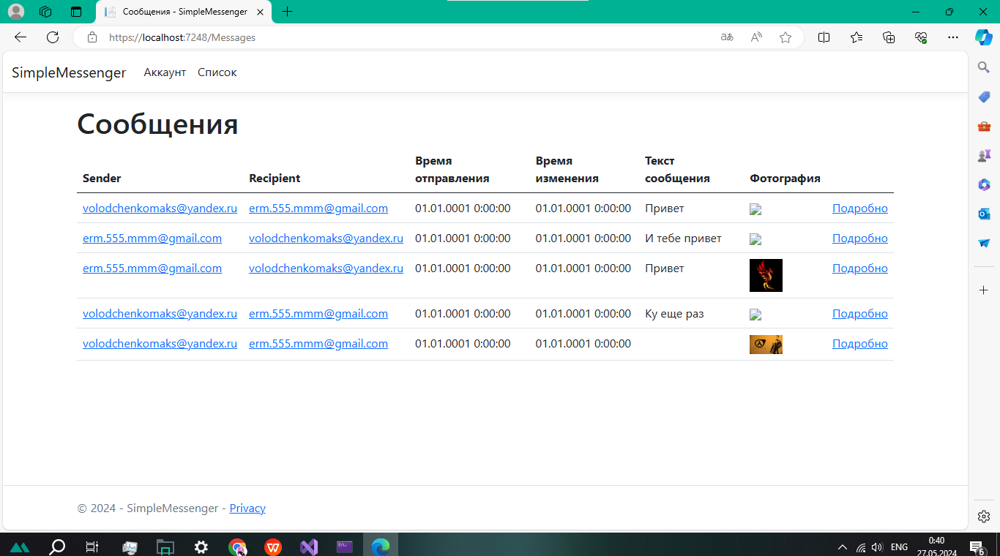 Сообщения - SimpleMessenger
https://localhost:7248/Messages
SimpleMessenger Аккаунт Список
Сообщения
Sender Recipient Время отправления Время изменения Текст сообщения Фотография
volodchenkomaks@yandex.ru erm.555.mmm@gmail.com 01.01.0001 0:00:00 01.01.0001 0:00:00 Привет Подробно
erm.555.mmm@gmail.com volodchenkomaks@yandex.ru 01.01.0001 0:00:00 01.01.0001 0:00:00 И тебе привет Подробно
erm.555.mmm@gmail.com volodchenkomaks@yandex.ru 01.01.0001 0:00:00 01.01.0001 0:00:00 Привет Подробно
volodchenkomaks@yandex.ru erm.555.mmm@gmail.com 01.01.0001 0:00:00 01.01.0001 0:00:00 Ку еще раз Подробно
volodchenkomaks@yandex.ru erm.555.mmm@gmail.com 01.01.0001 0:00:00 01.01.0001 0:00:00 Подробно
© 2024 - SimpleMessenger - Privacy
ENG 0:40
27.05.2024 6